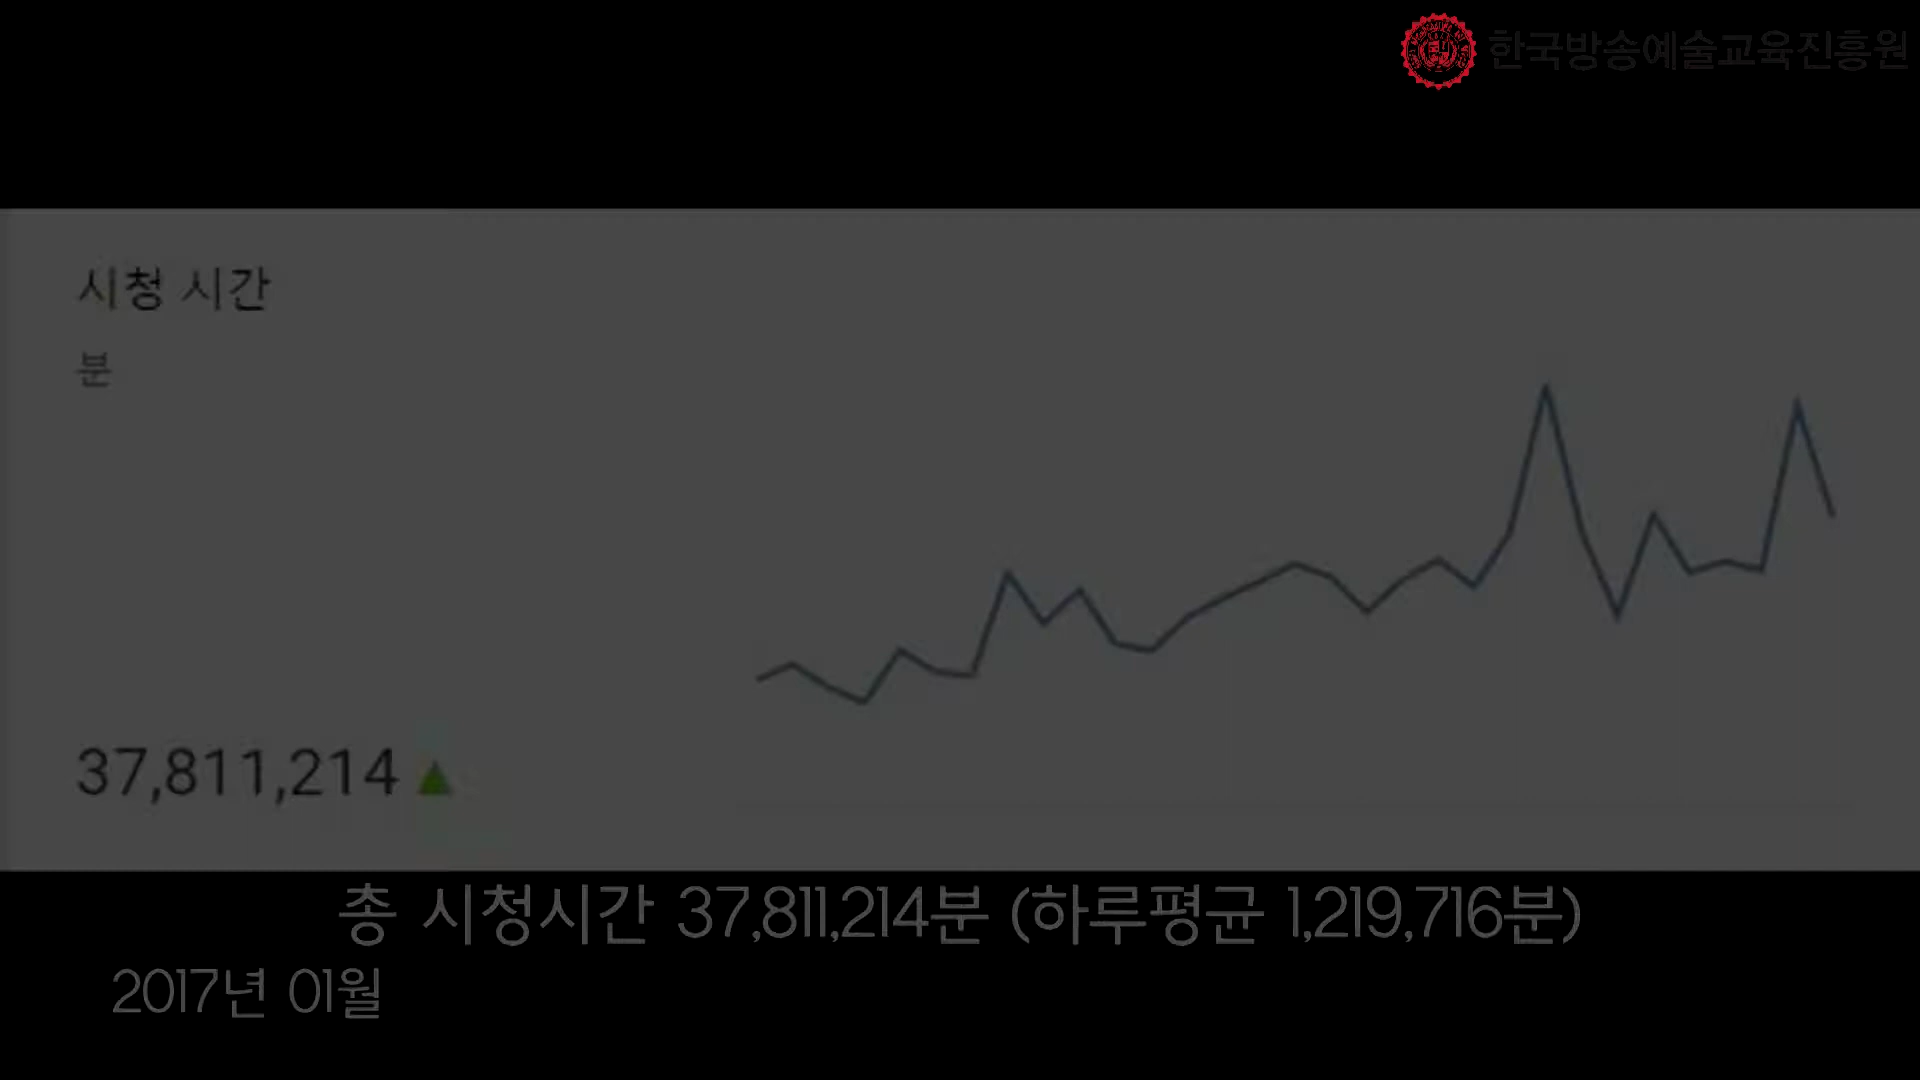 한국방송예술교육진흥원
시청 시간
분
37,811,214
총 시청시간 37,811,214분 (하루평균 1,219,716분)
2017년 01월